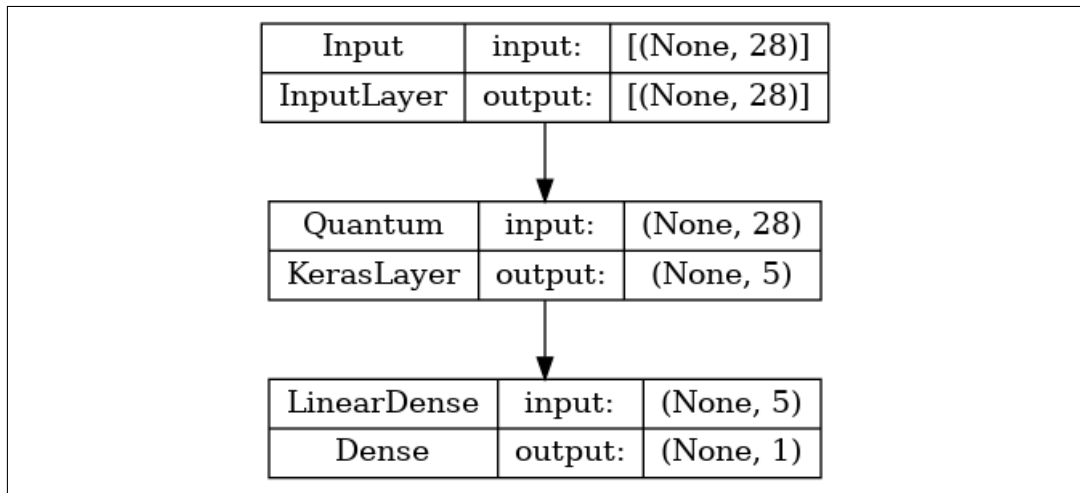 Input input: [(None, 28)]
InputLayer output: [(None, 28)]
Quantum input: (None, 28)
KerasLayer output: (None, 5)
LinearDense input: (None, 5)
Dense output: (None, 1)